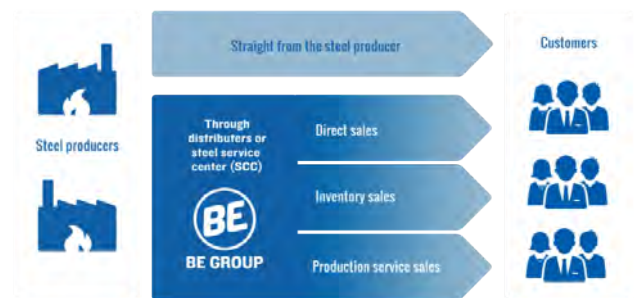 Straight from the steel producer
Customers
Steel producers
Through
distributers or
steel service
center (SCC)
BE
BE GROUP
Direct sales
Inventory sales
Production service sales